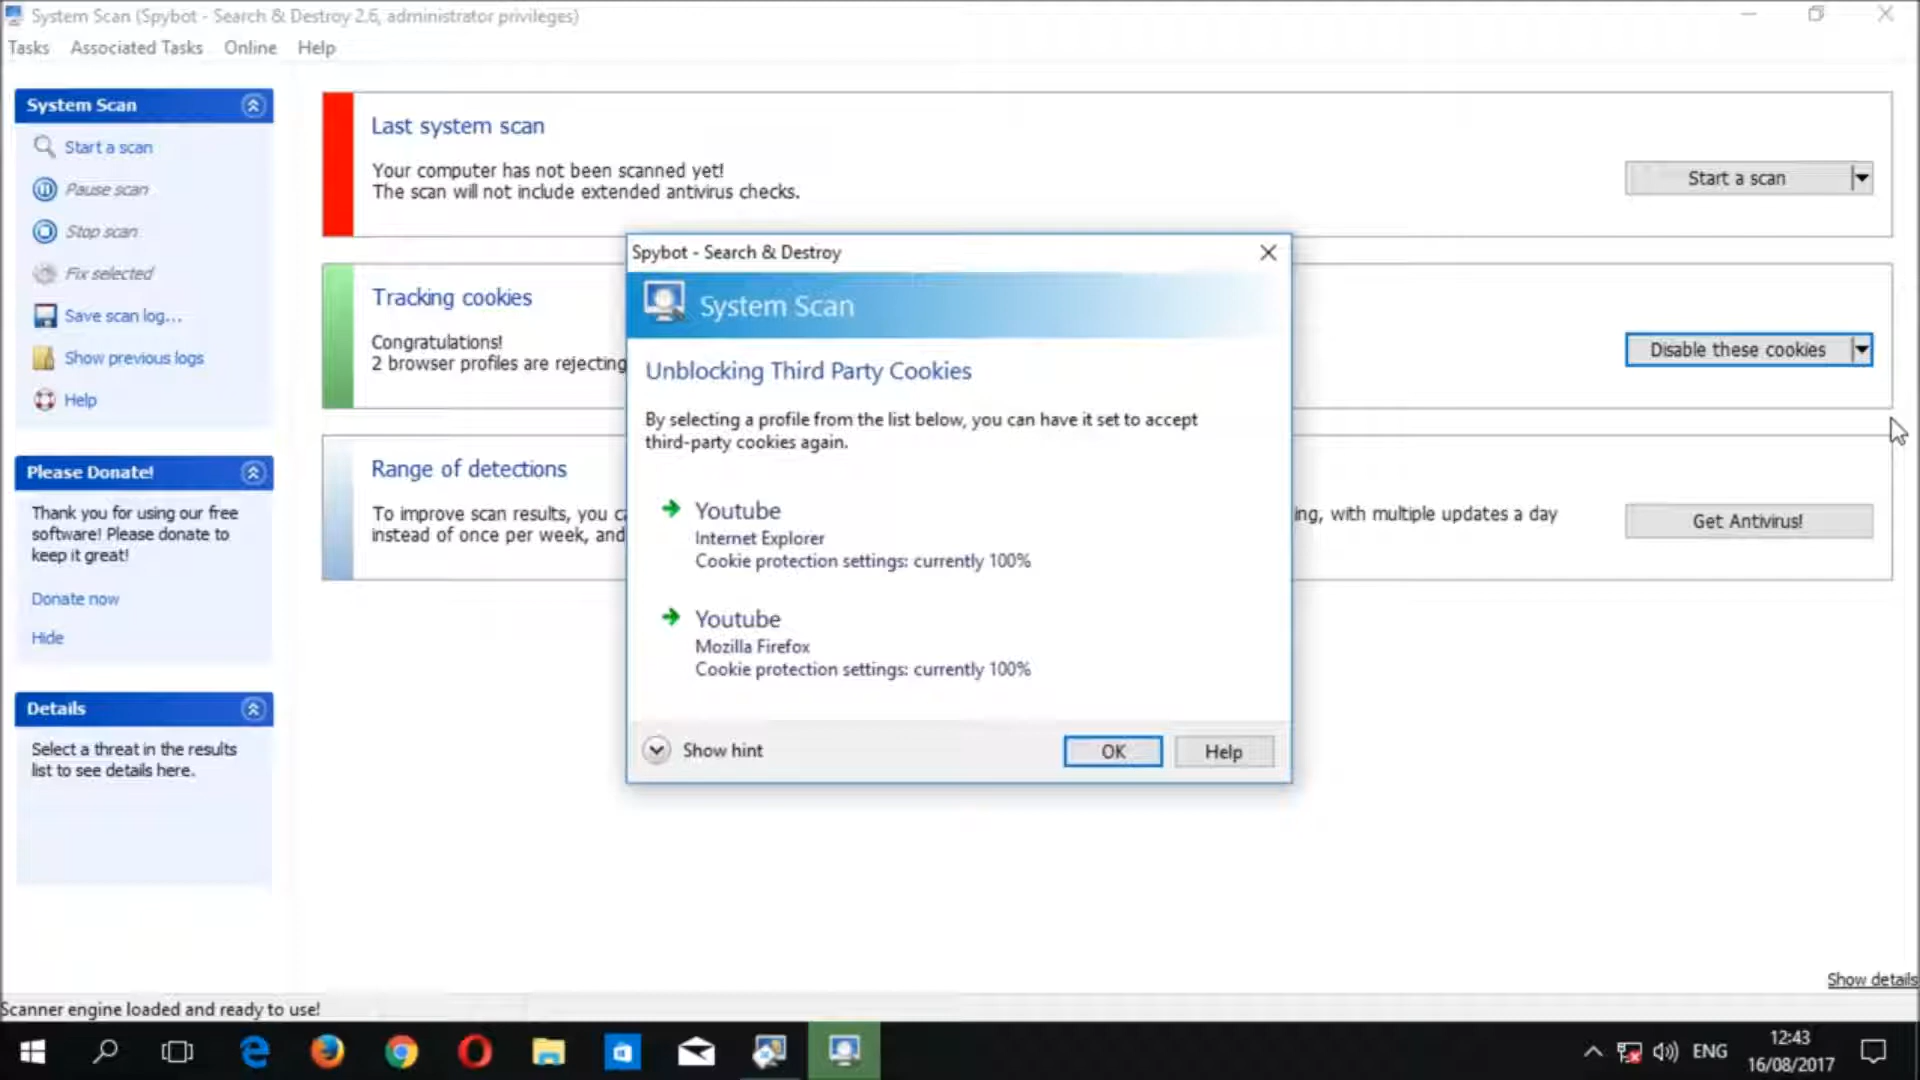 System Scan (Spybot - Search & Destroy 2.6, administrator privileges)
Tasks Associated Tasks Online Help
System Scan
Start a scan
Pause scan
Stop scan
Fix selected
Save scan log...
Show previous logs
Help
Please Donate!
Thank you for using our free
software! Please donate to
keep it great!
Donate now
Hide
Details
Select a threat in the results
list to see details here.
Last system scan
Your computer has not been scanned yet!
The scan will not include extended antivirus checks.
Start a scan
Tracking cookies
Congratulations!
2 browser profiles are rejecting
Disable these cookies
Range of detections
To improve scan results, you
ing, with multiple updates a day
instead of once per week, and
Get Antivirus!
Spybot - Search & Destroy
System Scan
Unblocking Third Party Cookies
By selecting a profile from the list below, you can have it set to accept
third-party cookies again.
Youtube
Internet Explorer
Cookie protection settings: currently 100%
Youtube
Mozilla Firefox
Cookie protection settings: currently 100%
Show hint
OK
Help
Show details
Scanner engine loaded and ready to use!
ENG
12:43
16/08/2017